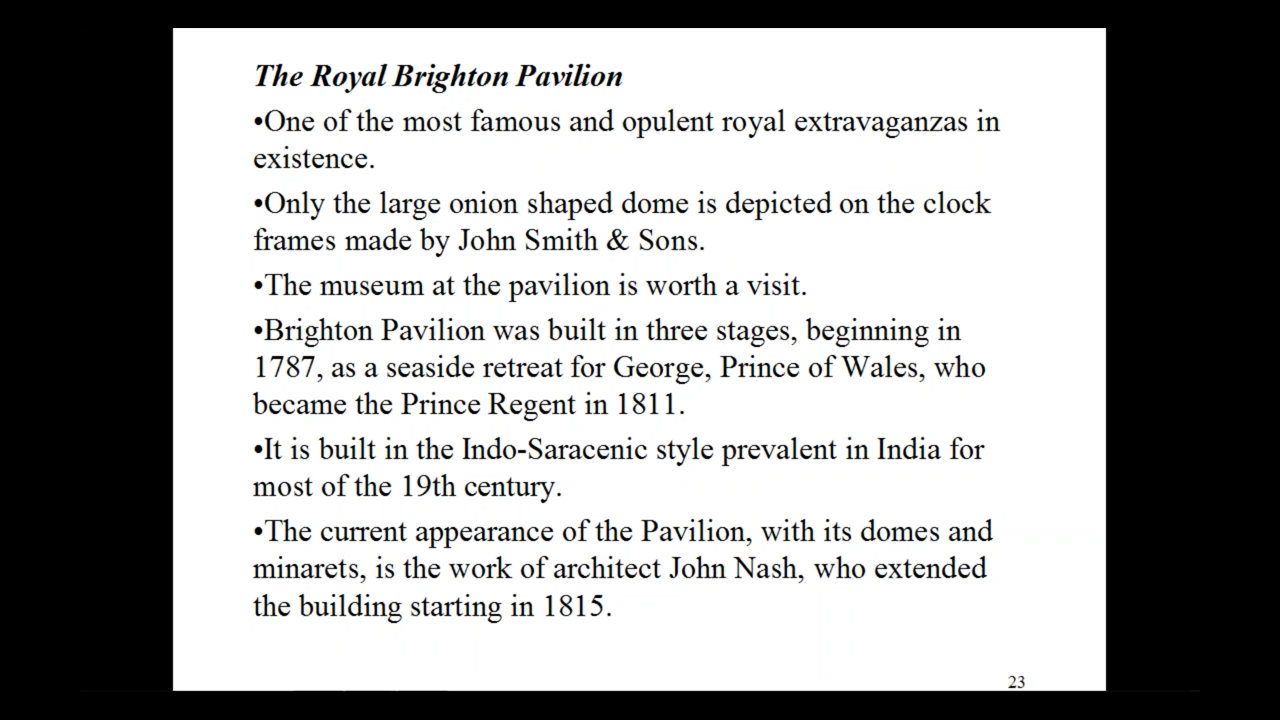 The Royal Brighton Pavilion
•One of the most famous and opulent royal extravaganzas in
existence.
•Only the large onion shaped dome is depicted on the clock
frames made by John Smith & Sons.
•The museum at the pavilion is worth a visit.
•Brighton Pavilion was built in three stages, beginning in
1787, as a seaside retreat for George, Prince of Wales, who
became the Prince Regent in 1811.
•It is built in the Indo-Saracenic style prevalent in India for
most of the 19th century.
•The current appearance of the Pavilion, with its domes and
minarets, is the work of architect John Nash, who extended
the building starting in 1815.
23